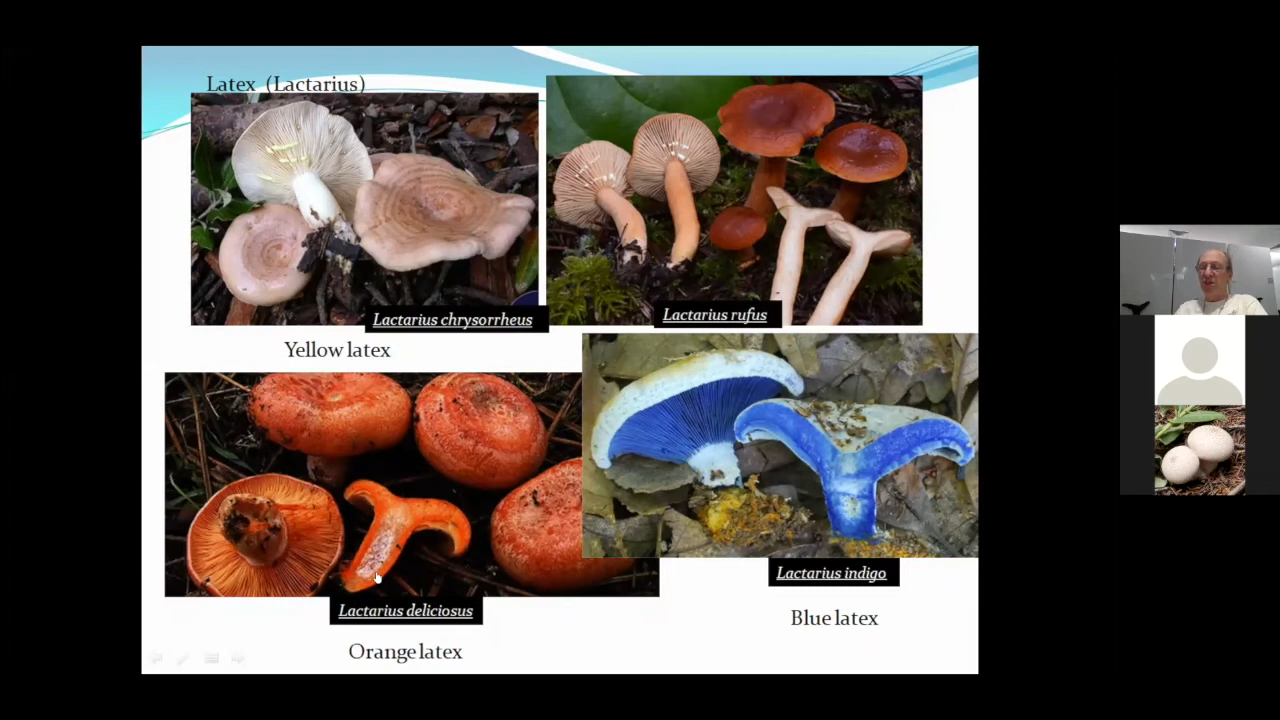 Latex (Lactarius)
Lactarius chrysorrheus
Lactarius rufus
Yellow latex
Lactarius indigo
Lactarius deliciosus
Blue latex
Orange latex